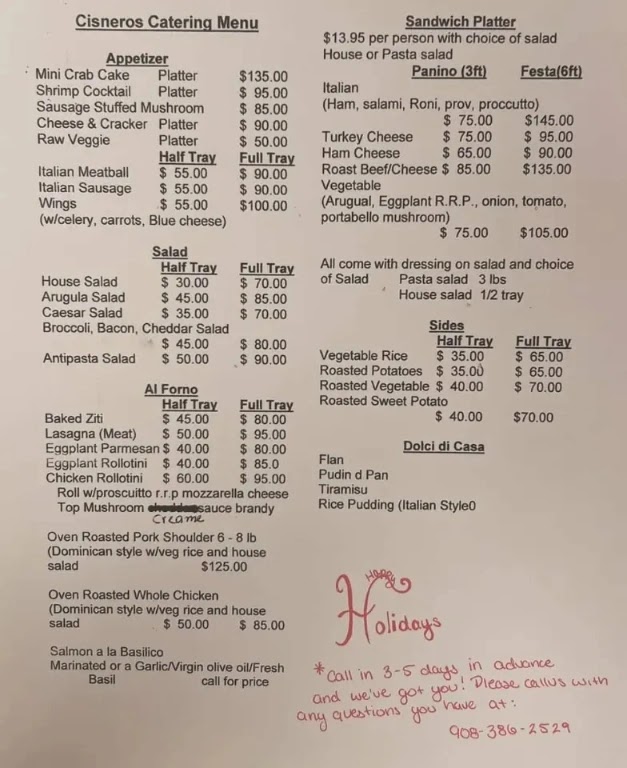 Cisneros Catering Menu
Appetizer
Mini Crab Cake Platter $135.00
Shrimp Cocktail Platter $ 95.00
Sausage Stuffed Mushroom $ 85.00
Cheese & Cracker Platter $ 90.00
Raw Veggie Platter $ 50.00
Half Tray Full Tray
Italian Meatball $ 55.00 $ 90.00
Italian Sausage $ 55.00 $ 90.00
Wings $ 55.00 $100.00
(w/celery, carrots, Blue cheese)
Salad
Half Tray Full Tray
House Salad $ 30.00 $ 70.00
Arugula Salad $ 45.00 $ 85.00
Caesar Salad $ 35.00 $ 70.00
Broccoli, Bacon, Cheddar Salad
$ 45.00 $ 80.00
Antipasta Salad $ 50.00 $ 90.00
Al Forno
Half Tray Full Tray
Baked Ziti $ 45.00 $ 80.00
Lasagna (Meat) $ 50.00 $ 95.00
Eggplant Parmesan $ 40.00 $ 80.00
Eggplant Rollotini $ 40.00 $ 85.0
Chicken Rollotini $ 60.00 $ 95.00
Roll w/proscuitto r.r.p mozzarella cheese
Top Mushroom sauce brandy
Creame
Oven Roasted Pork Shoulder 6 - 8 lb
(Dominican style w/veg rice and house
salad $125.00
Oven Roasted Whole Chicken
(Dominican style w/veg rice and house
salad $ 50.00 $ 85.00
Salmon a la Basilico
Marinated or a Garlic/Virgin olive oil/Fresh
Basil call for price
Sandwich Platter
$13.95 per person with choice of salad
House or Pasta salad
Panino (3ft) Festa(6ft)
Italian
(Ham, salami, Roni, prov, proccutto)
$ 75.00 $145.00
Turkey Cheese $ 75.00 $ 95.00
Ham Cheese $ 65.00 $ 90.00
Roast Beef/Cheese $ 85.00 $135.00
Vegetable
(Arugual, Eggplant R.R.P., onion, tomato,
portabello mushroom)
$ 75.00 $105.00
All come with dressing on salad and choice
of Salad Pasta salad 3 lbs
House salad 1/2 tray
Sides
Half Tray Full Tray
Vegetable Rice $ 35.00 $ 65.00
Roasted Potatoes $ 35.00 $ 65.00
Roasted Vegetable $ 40.00 $ 70.00
Roasted Sweet Potato
$ 40.00 $70.00
Dolci di Casa
Flan
Pudin d Pan
Tiramisu
Rice Pudding (Italian Style0
Happy
Holidays
*Call in 3-5 days in advance
and we've got you! Please call us with
any questions you have at:
908-386-2529